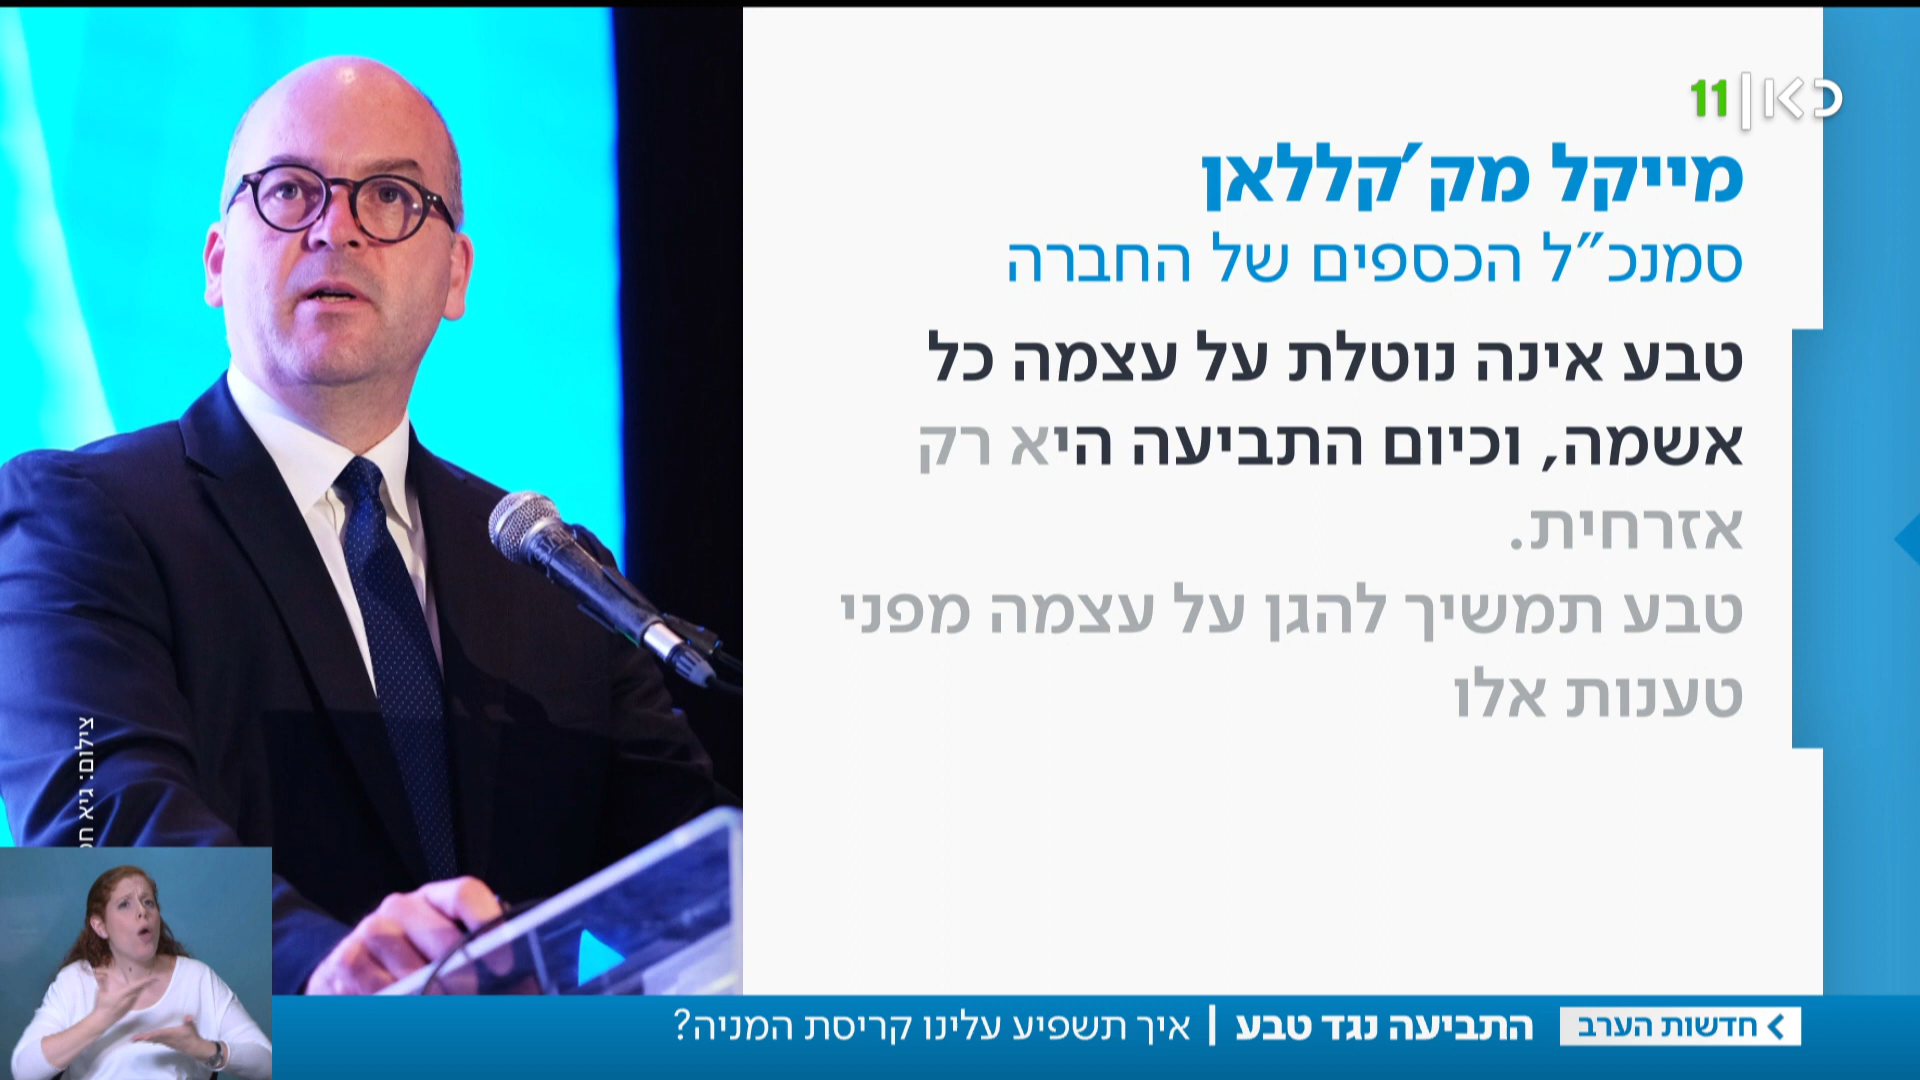 כאן 11
מייקל מק׳קללאן
סמנכ״ל הכספים של החברה
טבע אינה נוטלת על עצמה כל
אשמה, וכיום התביעה היא רק
אזרחית.
טבע תמשיך להגן על עצמה מפני
טענות אלו
צילום: גיא
חדשות הערב
התביעה נגד טבע | איך תשפיע עלינו קריסת המניה?